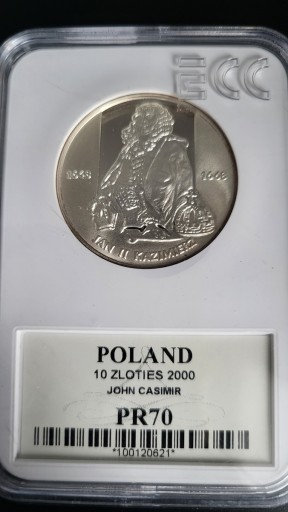 ECC
1648 1668
JAN II KAZIMIERZ
POLAND
10 ZLOTIES 2000
JOHN CASIMIR
PR70
*100120621*